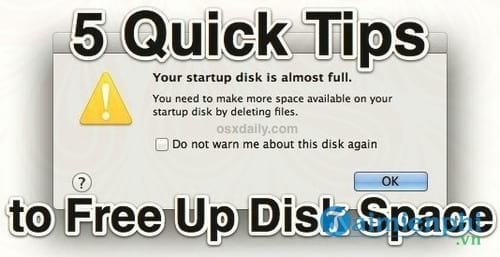 5 Quick Tips
Your startup disk is almost full.
You need to make more space available on your
startup disk by deleting files.
osxdaily.com
Do not warn me about this disk again
?
OK
to Free Up Disk Space
Taimienphi
.vn